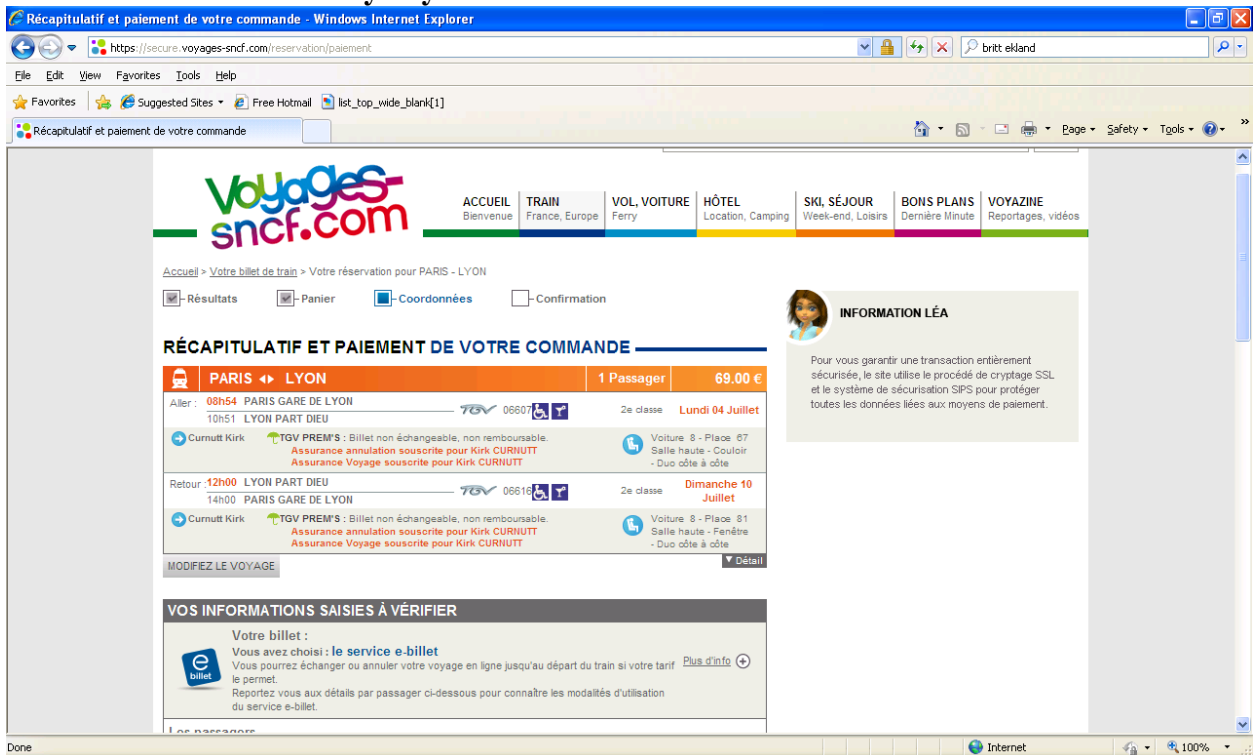 Récapitulatif et paiement de votre commande - Windows Internet Explorer
https://secure.voyages-sncf.com/reservation/paiement
britt ekland
File Edit View Favorites Tools Help
Favorites Suggested Sites Free Hotmail list_top_wide_blank[1]
Récapitulatif et paiement de votre commande
Page Safety Tools »
Voyages-
sncf.com
ACCUEIL TRAIN VOL, VOITURE HÔTEL SKI, SÉJOUR BONS PLANS VOYAZINE
Bienvenue France, Europe Ferry Location, Camping Week-end, Loisirs Dernière Minute Reportages, vidéos
Accueil > Votre billet de train > Votre réservation pour PARIS - LYON
- Résultats - Panier - Coordonnées - Confirmation
RÉCAPITULATIF ET PAIEMENT DE VOTRE COMMANDE
PARIS LYON 1 Passager 69.00 €
Aller : 08h54 PARIS GARE DE LYON
10h51 LYON PART DIEU
TGV 06607 2e classe Lundi 04 Juillet
Curnutt Kirk TGV PREM'S : Billet non échangeable, non remboursable.
Assurance annulation souscrite pour Kirk CURNUTT
Assurance Voyage souscrite pour Kirk CURNUTT
Voiture 8 - Place 67
Salle haute - Couloir
- Duo côte à côte
Retour : 12h00 LYON PART DIEU
14h00 PARIS GARE DE LYON
TGV 06616 2e classe Dimanche 10
Juillet
Curnutt Kirk TGV PREM'S : Billet non échangeable, non remboursable.
Assurance annulation souscrite pour Kirk CURNUTT
Assurance Voyage souscrite pour Kirk CURNUTT
Voiture 8 - Place 81
Salle haute - Fenêtre
- Duo côte à côte
Détail
MODIFIEZ LE VOYAGE
VOS INFORMATIONS SAISIES À VÉRIFIER
e
billet
Votre billet :
Vous avez choisi : le service e-billet
Vous pourrez échanger ou annuler votre voyage en ligne jusqu'au départ du train si votre tarif
le permet.
Reportez vous aux détails par passager ci-dessous pour connaître les modalités d'utilisation
du service e-billet.
Plus d'info
Les passagers
INFORMATION LÉA
Pour vous garantir une transaction entièrement
sécurisée, le site utilise le procédé de cryptage SSL
et le système de sécurisation SIPS pour protéger
toutes les données liées aux moyens de paiement.
Done Internet 100%